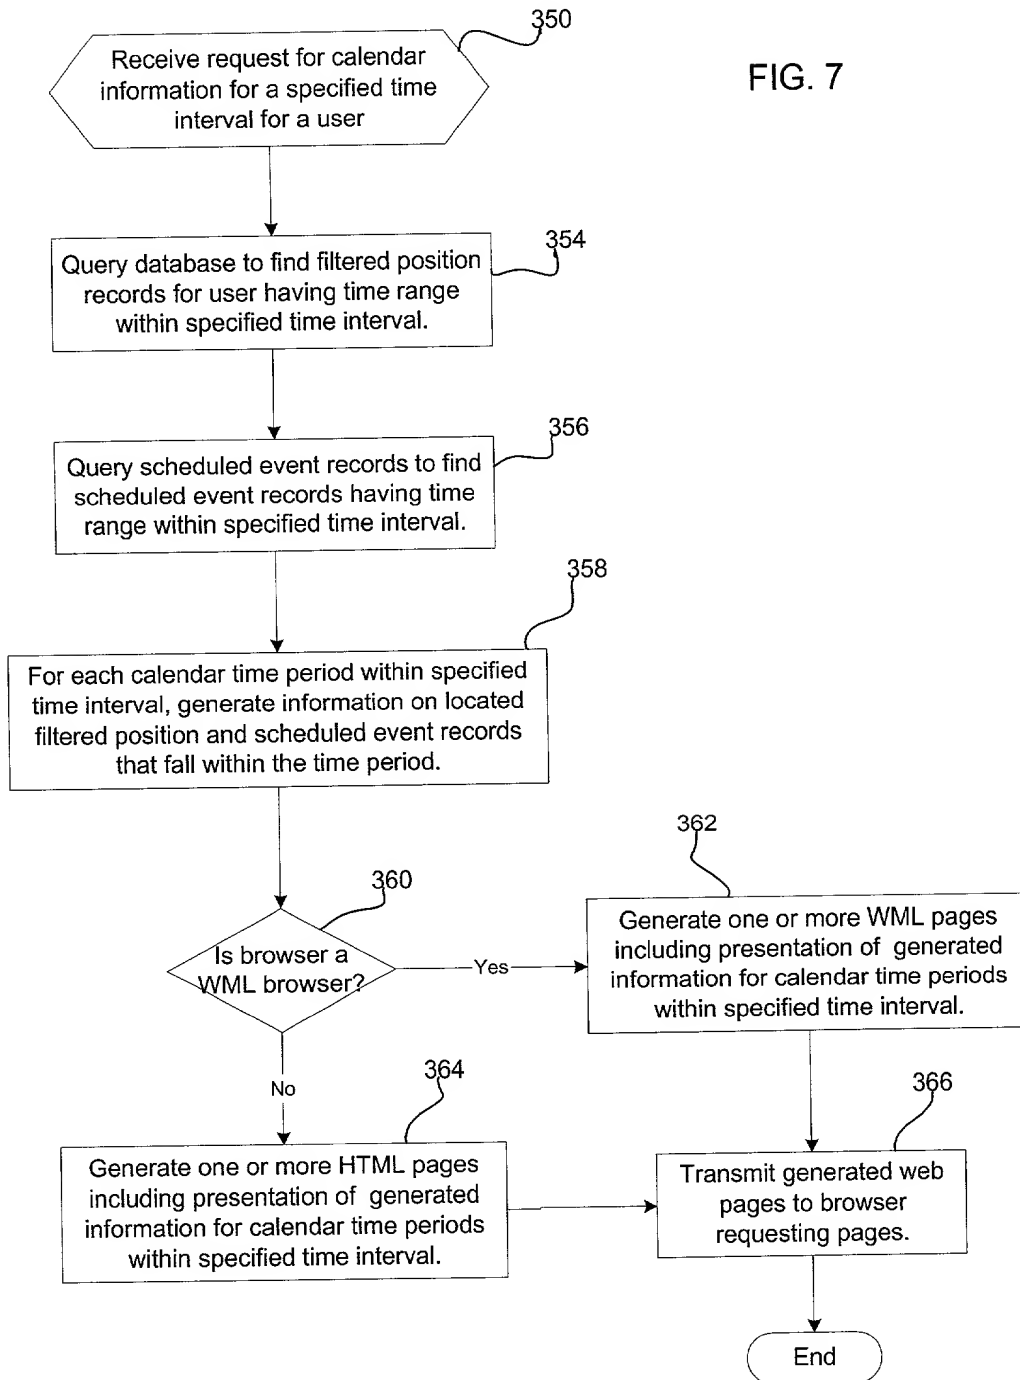 350
Receive request for calendar
information for a specified time
interval for a user
FIG. 7
354
Query database to find filtered position
records for user having time range
within specified time interval.
356
Query scheduled event records to find
scheduled event records having time
range within specified time interval.
358
For each calendar time period within specified
time interval, generate information on located
filtered position and scheduled event records
that fall within the time period.
360
Is browser a
WML browser?
Yes
362
Generate one or more WML pages
including presentation of generated
information for calendar time periods
within specified time interval.
No
364
Generate one or more HTML pages
including presentation of generated
information for calendar time periods
within specified time interval.
366
Transmit generated web
pages to browser
requesting pages.
End